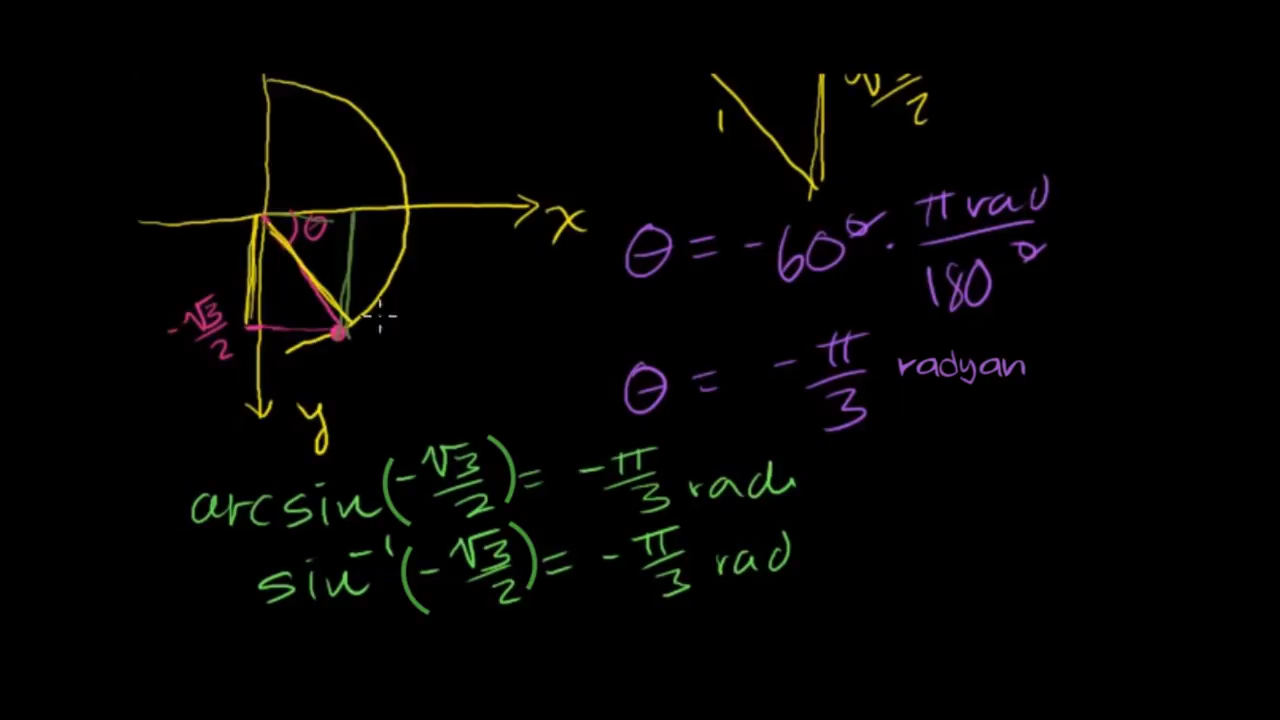 1
√3/2
x
θ
-√3/2
y
θ = -60° · π rad/180°
θ = -π/3 radyan
arcsin(-√3/2) = -π/3 rad
sin⁻¹(-√3/2) = -π/3 rad